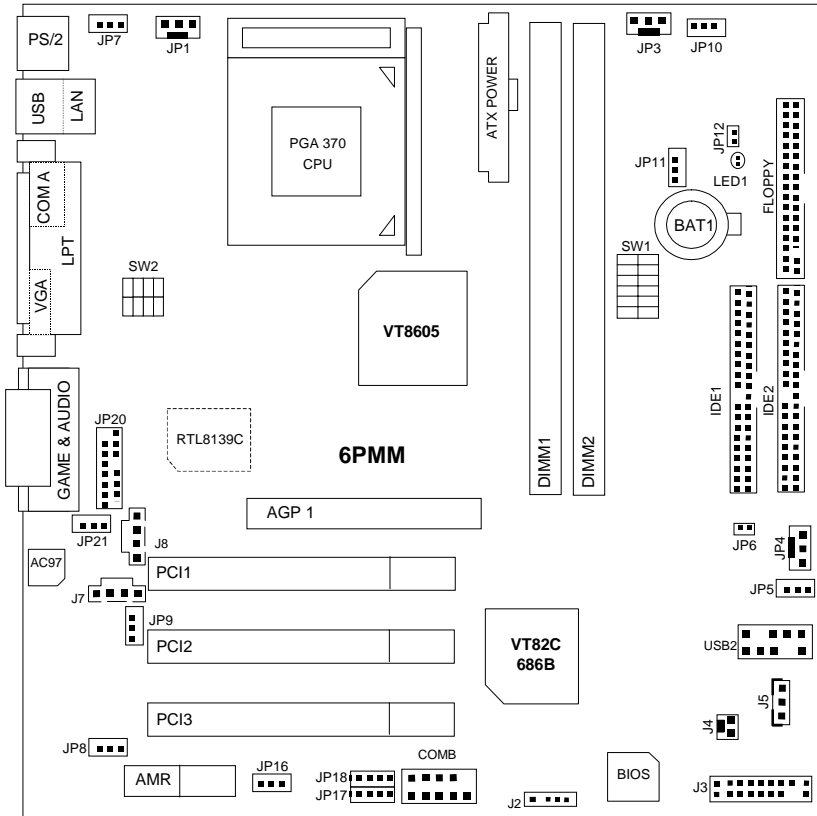 PS/2
JP7
JP1
JP3
JP10
USB
LAN
PGA 370
CPU
ATX POWER
JP12
JP11
LED1
FLOPPY
COM A
LPT
VGA
BAT1
SW1
SW2
VT8605
IDE1
IDE2
GAME & AUDIO
JP20
RTL8139C
6PMM
DIMM1
DIMM2
AGP 1
JP21
J8
JP6
JP4
AC97
PCI1
JP5
J7
JP9
PCI2
VT82C
686B
USB2
J5
PCI3
J4
JP8
AMR
JP16
JP18
JP17
COMB
J2
BIOS
J3